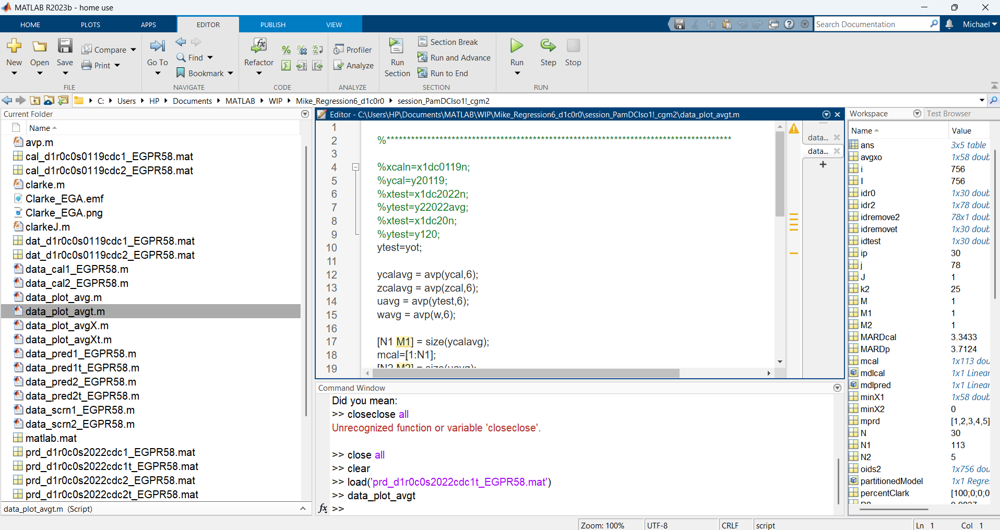 MATLAB R2023b - home use
HOME PLOTS APPS EDITOR PUBLISH VIEW
Search Documentation
Michael
New
Open
Save
Compare
Print
FILE
Go To
Find
Bookmark
NAVIGATE
Refactor
CODE
Profiler
Analyze
ANALYZE
Run Section
Section Break
Run and Advance
Run to End
SECTION
Run
Step
Stop
RUN
C: Users HP Documents MATLAB WIP Mike_Regression6_d1c0r0 session_PamDCIso1!_cgm2
Current Folder
Name
avp.m
cal_d1r0c0s0119cdc1_EGPR58.mat
cal_d1r0c0s0119cdc2_EGPR58.mat
clarke.m
Clarke_EGA.emf
Clarke_EGA.png
clarkeJ.m
dat_d1r0c0s0119cdc1_EGPR58.mat
dat_d1r0c0s0119cdc2_EGPR58.mat
data_cal1_EGPR58.m
data_cal2_EGPR58.m
data_plot_avg.m
data_plot_avgt.m
data_plot_avgX.m
data_plot_avgXt.m
data_pred1_EGPR58.m
data_pred1t_EGPR58.m
data_pred2_EGPR58.m
data_pred2t_EGPR58.m
data_scrn1_EGPR58.m
data_scrn2_EGPR58.m
matlab.mat
prd_d1r0c0s2022cdc1_EGPR58.mat
prd_d1r0c0s2022cdc1t_EGPR58.mat
prd_d1r0c0s2022cdc2_EGPR58.mat
prd_d1r0c0s2022cdc2t_EGPR58.mat
data_plot_avgt.m (Script)
Editor - C:\Users\HP\Documents\MATLAB\WIP\Mike_Regression6_d1c0r0\session_PamDCIso1!_cgm2\data_plot_avgt.m
data...
data...
1
2 %*************************************************************************************
3
4 %xcaln=x1dc0119n;
5 %ycal=y20119;
6 %xtest=x1dc2022n;
7 %ytest=y22022avg;
8 %xtest=x1dc20n;
9 %ytest=y120;
10 ytest=yot;
11
12 ycalavg = avp(ycal,6);
13 zcalavg = avp(zcal,6);
14 uavg = avp(ytest,6);
15 wavg = avp(w,6);
16
17 [N1 M1] = size(ycalavg);
18 mcal=[1:N1];
19 [N2 M2] = size(uavg);
Command Window
Did you mean:
>> closeclose all
Unrecognized function or variable 'closeclose'.
>> close all
>> clear
>> load('prd_d1r0c0s2022cdc1t_EGPR58.mat')
>> data_plot_avgt
fx >>
Workspace
Test Browser
Name Value
ans 3x5 table
avgxo 1x58 doub
i 756
I 756
idr0 1x30 doub
idr2 1x78 doub
idremove2 78x1 doub
idremovet 1x30 doub
idtest 1x30 doub
ip 30
j 78
J 1
k2 25
M 1
M1 1
M2 1
MARDcal 3.3433
MARDp 3.7124
mcal 1x113 dou
mdlcal 1x1 Linear
mdlpred 1x1 Linear
minX1 1x58 doub
minX2 0
mprd [1,2,3,4,5]
N 30
N1 113
N2 5
oids2 1x756 dou
partitionedModel 1x1 Regre
percentClark [100;0;0;0
Zoom: 100% UTF-8 CRLF script Ln 1 Col 1